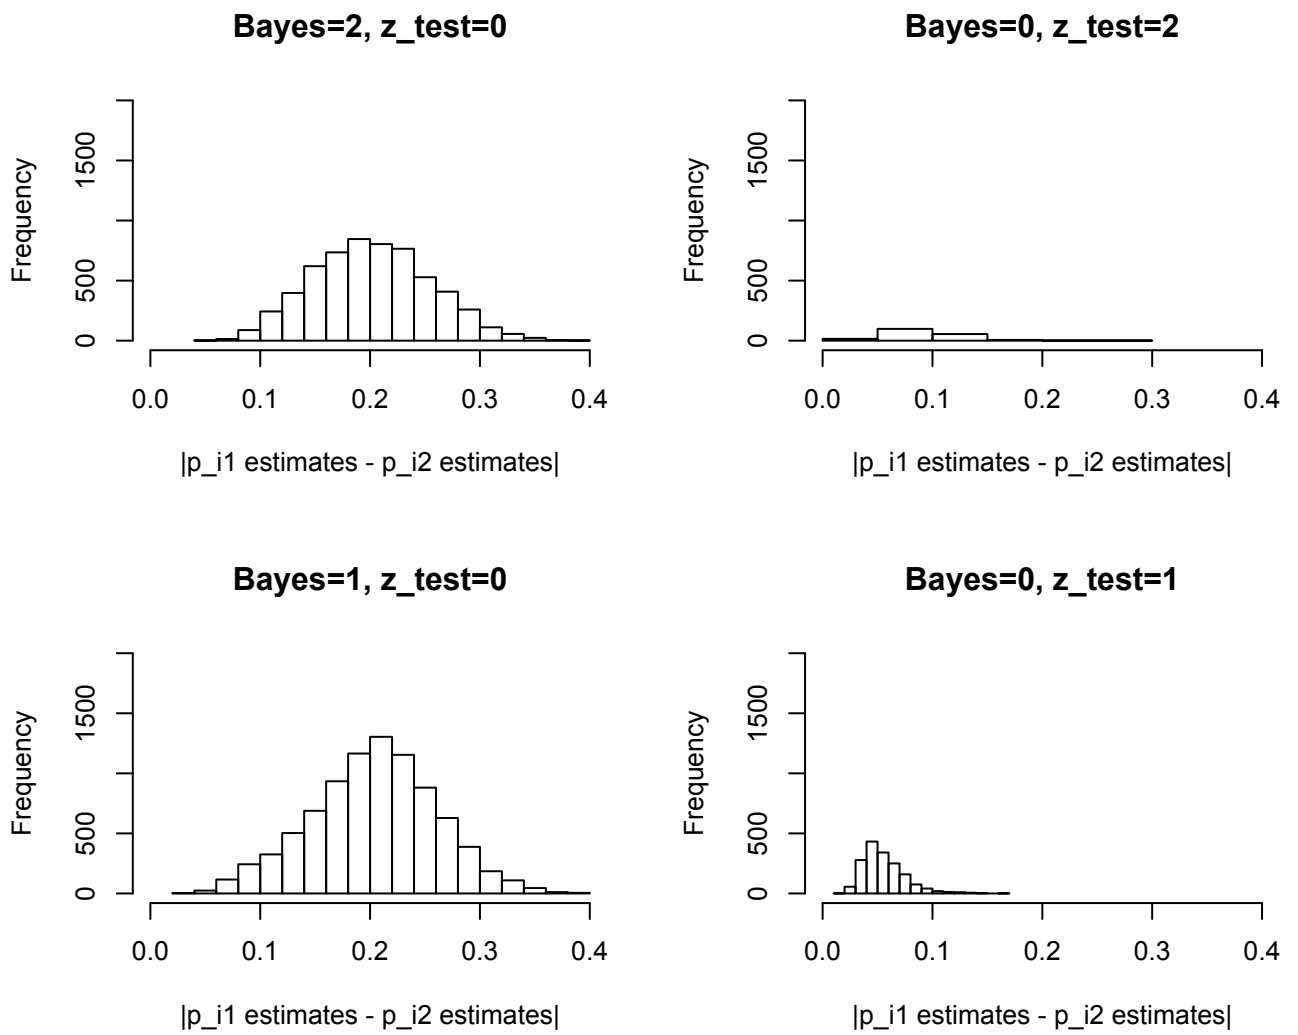 Bayes=2, z_test=0
Frequency
0 500 1500
0.0 0.1 0.2 0.3 0.4
|p_i1 estimates - p_i2 estimates|
Bayes=0, z_test=2
Frequency
0 500 1500
0.0 0.1 0.2 0.3 0.4
|p_i1 estimates - p_i2 estimates|
Bayes=1, z_test=0
Frequency
0 500 1500
0.0 0.1 0.2 0.3 0.4
|p_i1 estimates - p_i2 estimates|
Bayes=0, z_test=1
Frequency
0 500 1500
0.0 0.1 0.2 0.3 0.4
|p_i1 estimates - p_i2 estimates|